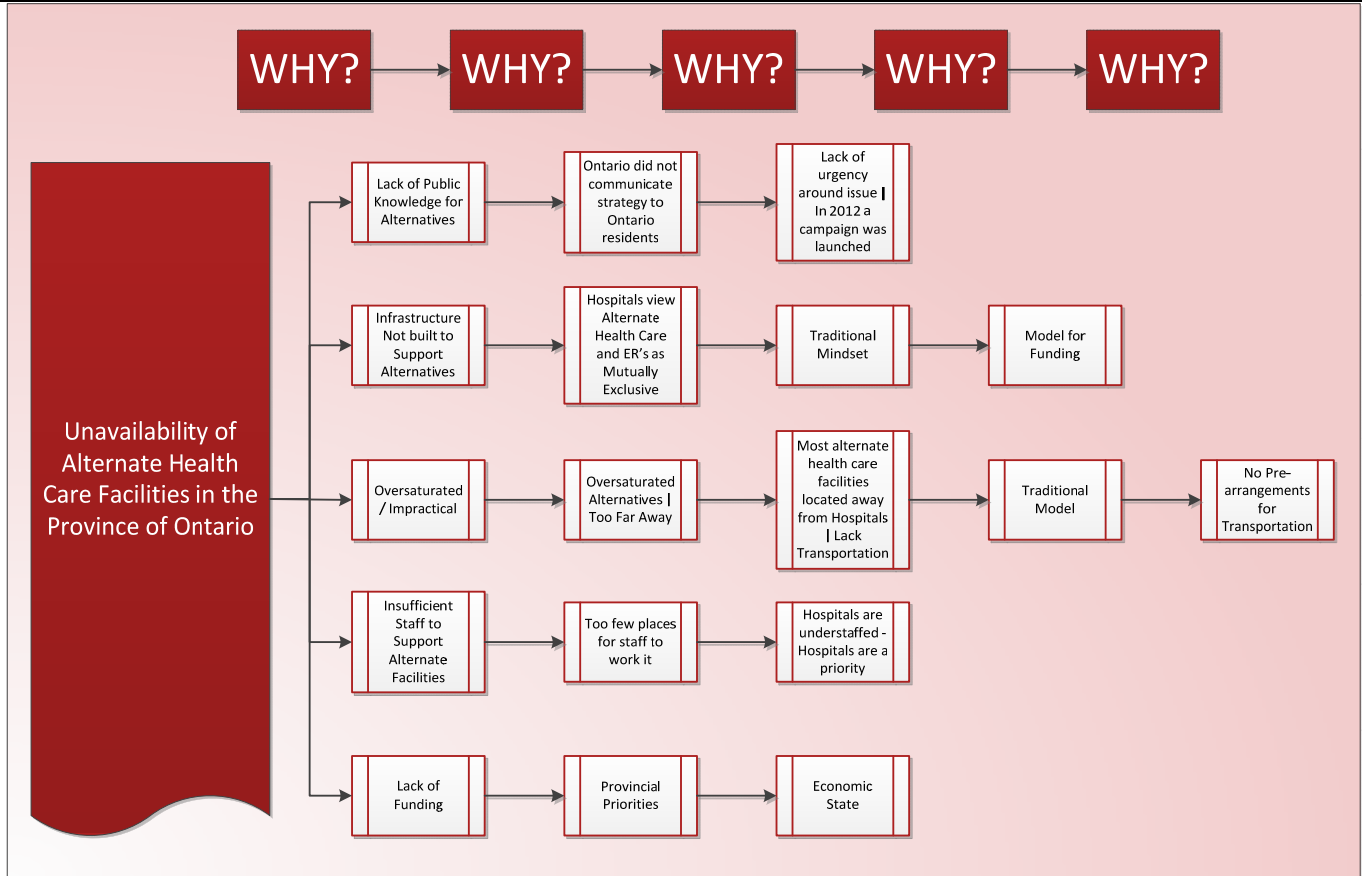 WHY?
WHY?
WHY?
WHY?
WHY?
Unavailability of
Alternate Health
Care Facilities in the
Province of Ontario
Lack of Public
Knowledge for
Alternatives
Ontario did not
communicate
strategy to
Ontario
residents
Lack of
urgency
around issue |
In 2012 a
campaign was
launched
Infrastructure
Not built to
Support
Alternatives
Hospitals view
Alternate
Health Care
and ER’s as
Mutually
Exclusive
Traditional
Mindset
Model for
Funding
Oversaturated
/ Impractical
Oversaturated
Alternatives |
Too Far Away
Most alternate
health care
facilities
located away
from Hospitals
| Lack
Transportation
Traditional
Model
No Pre-
arrangements
for
Transportation
Insufficient
Staff to
Support
Alternate
Facilities
Too few places
for staff to
work it
Hospitals are
understaffed -
Hospitals are a
priority
Lack of
Funding
Provincial
Priorities
Economic
State